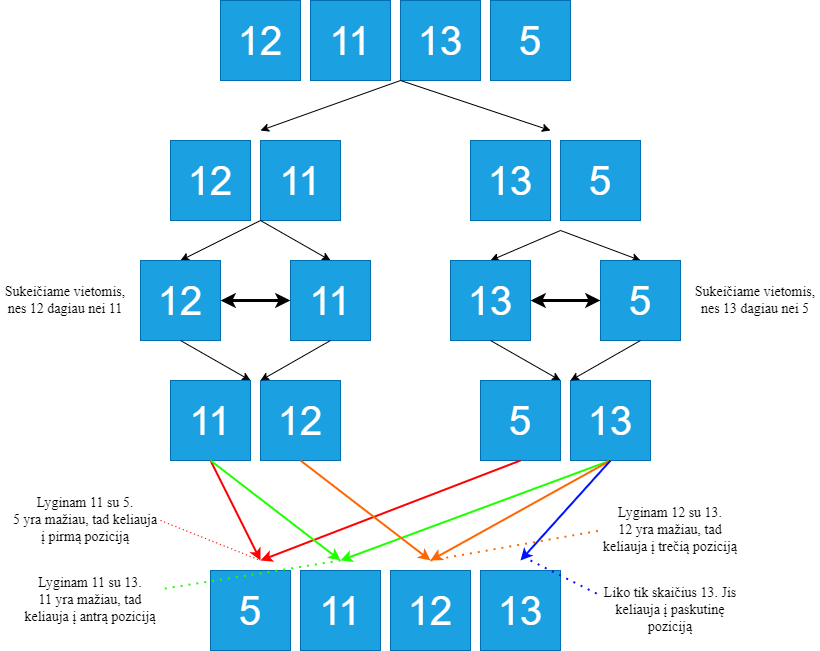 12 11 13 5
12 11 13 5
Sukeičiame vietomis,
nes 12 dagiau nei 11
12 11 13 5
Sukeičiame vietomis,
nes 13 dagiau nei 5
11 12 5 13
Lyginam 11 su 5.
5 yra mažiau, tad keliauja
į pirmą poziciją
Lyginam 12 su 13.
12 yra mažiau, tad
keliauja į trečią poziciją
Lyginam 11 su 13.
11 yra mažiau, tad
keliauja į antrą poziciją
5 11 12 13
Liko tik skaičius 13. Jis
keliauja į paskutinę
poziciją